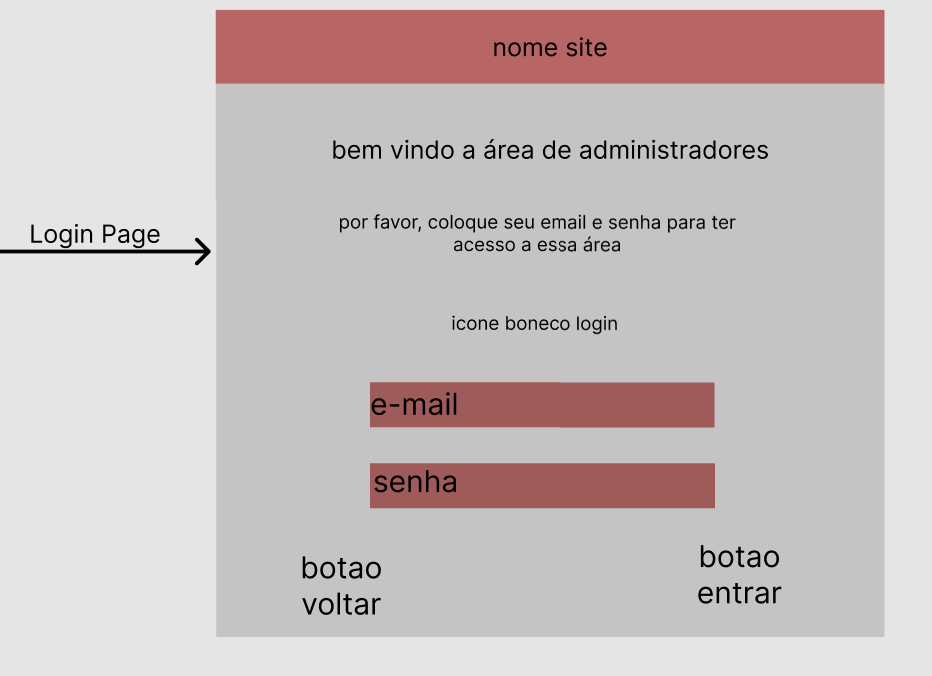 nome site
bem vindo a área de administradores
por favor, coloque seu email e senha para ter
acesso a essa área
Login Page
icone boneco login
e-mail
senha
botao
voltar
botao
entrar